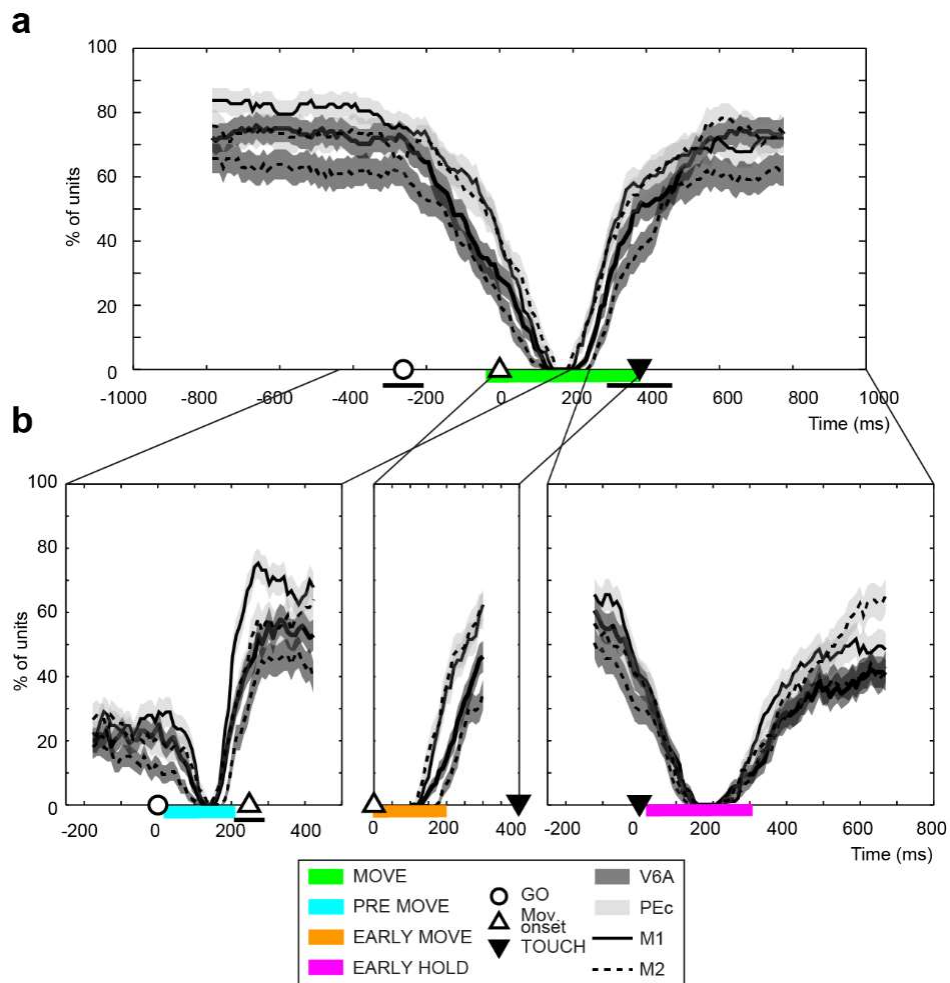 a
100
80
60
40
20
0
% of units
-1000 -800 -600 -400 -200 0 200 400 600 800 1000
Time (ms)
b
100
80
60
40
20
0
% of units
-200 0 200 400
0 200 400
-200 0 200 400 600 800
Time (ms)
MOVE
PRE MOVE
EARLY MOVE
EARLY HOLD
GO
Mov
onset
TOUCH
V6A
PEc
M1
M2